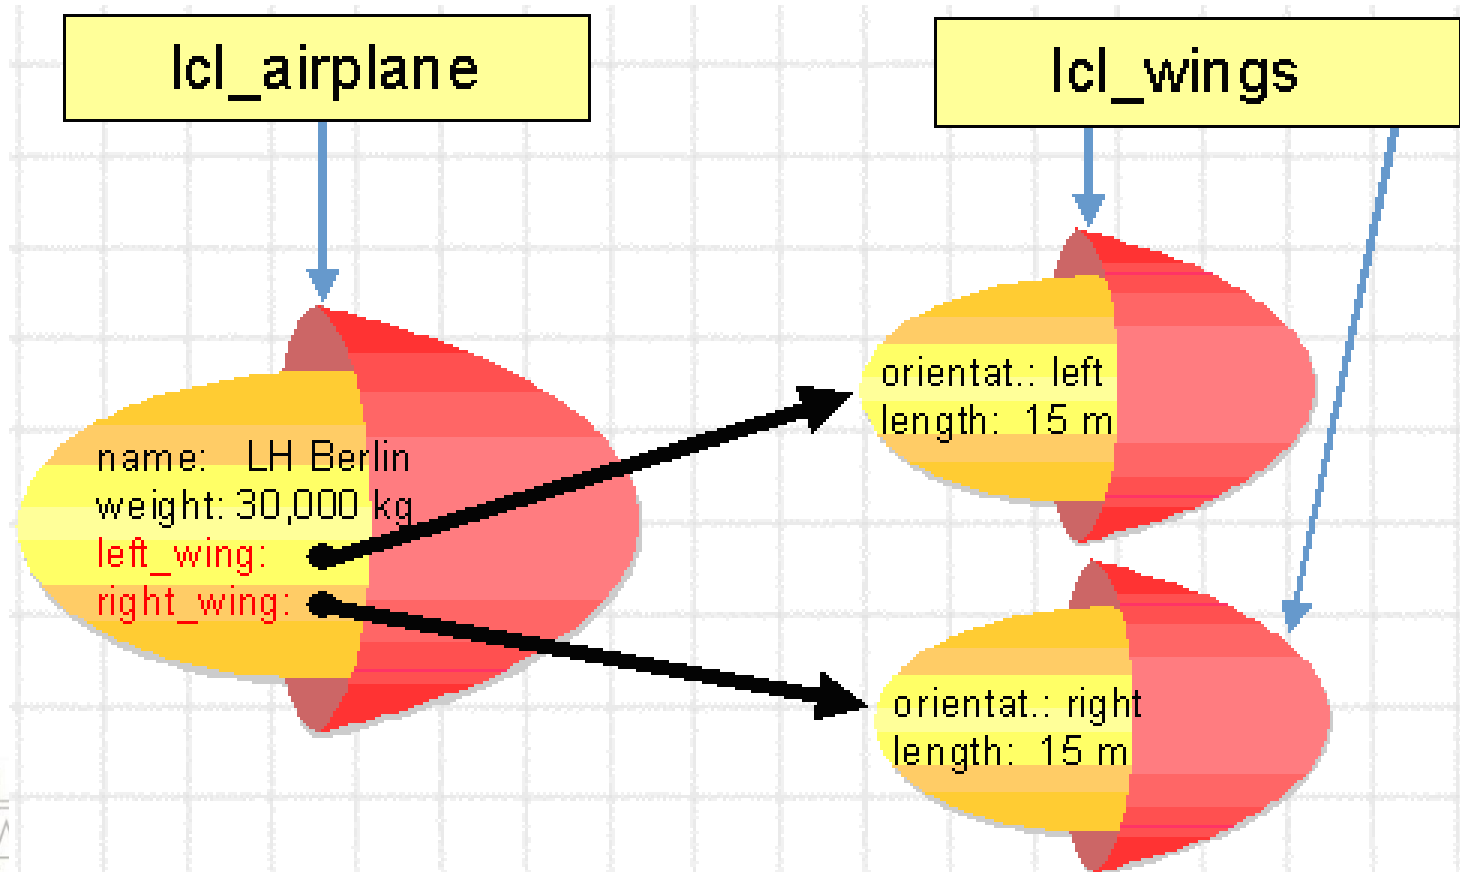 lcl_airplane
lcl_wings
orientat.: left
length: 15 m
name: LH Berlin
weight: 30,000 kg
left_wing:
right_wing:
orientat.: right
length: 15 m